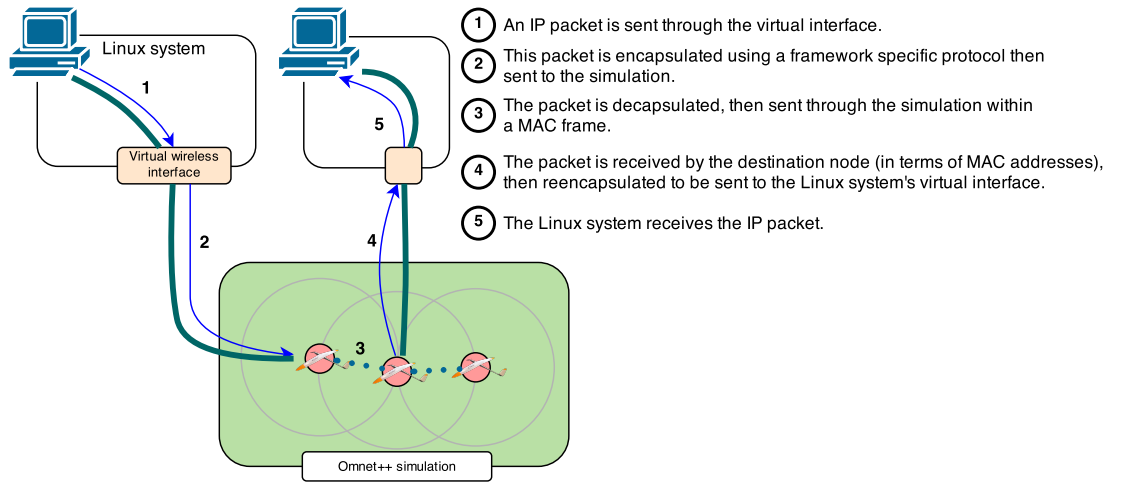 Linux system
1
Virtual wireless
interface
2
5
4
3
Omnet++ simulation
1 An IP packet is sent through the virtual interface.
2 This packet is encapsulated using a framework specific protocol then
sent to the simulation.
3 The packet is decapsulated, then sent through the simulation within
a MAC frame.
4 The packet is received by the destination node (in terms of MAC addresses),
then reencapsulated to be sent to the Linux system's virtual interface.
5 The Linux system receives the IP packet.